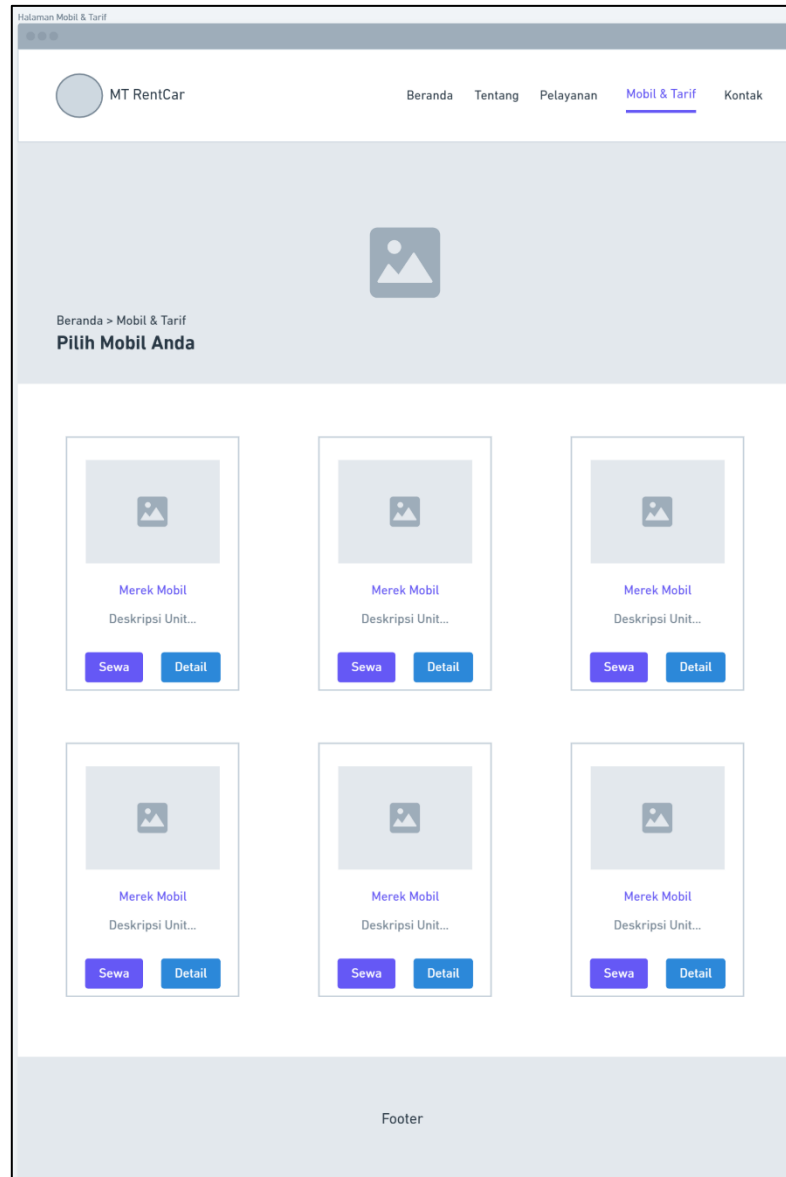 Halaman Mobil & Tarif
MT RentCar
Beranda Tentang Pelayanan Mobil & Tarif Kontak
Beranda > Mobil & Tarif
Pilih Mobil Anda
Merek Mobil Merek Mobil Merek Mobil
Deskripsi Unit... Deskripsi Unit... Deskripsi Unit...
Sewa Detail Sewa Detail Sewa Detail
Merek Mobil Merek Mobil Merek Mobil
Deskripsi Unit... Deskripsi Unit... Deskripsi Unit...
Sewa Detail Sewa Detail Sewa Detail
Footer